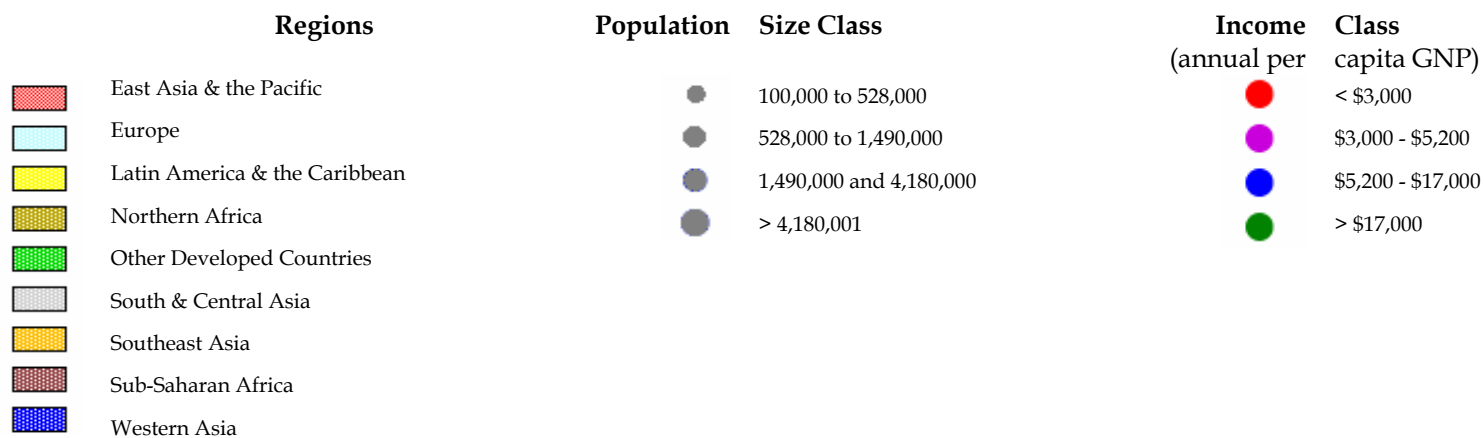 Regions
East Asia & the Pacific
Europe
Latin America & the Caribbean
Northern Africa
Other Developed Countries
South & Central Asia
Southeast Asia
Sub-Saharan Africa
Western Asia
Population Size Class
100,000 to 528,000
528,000 to 1,490,000
1,490,000 and 4,180,000
> 4,180,001
Income Class
(annual per capita GNP)
< $3,000
$3,000 - $5,200
$5,200 - $17,000
> $17,000